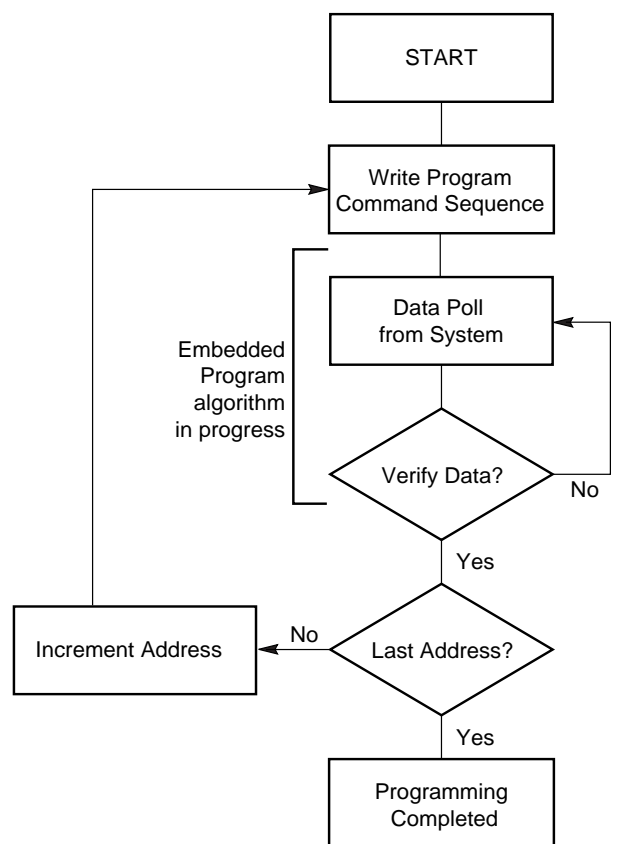 START
Write Program
Command Sequence
Data Poll
from System
Embedded
Program
algorithm
in progress
Verify Data?
No
Yes
Increment Address
No
Last Address?
Yes
Programming
Completed